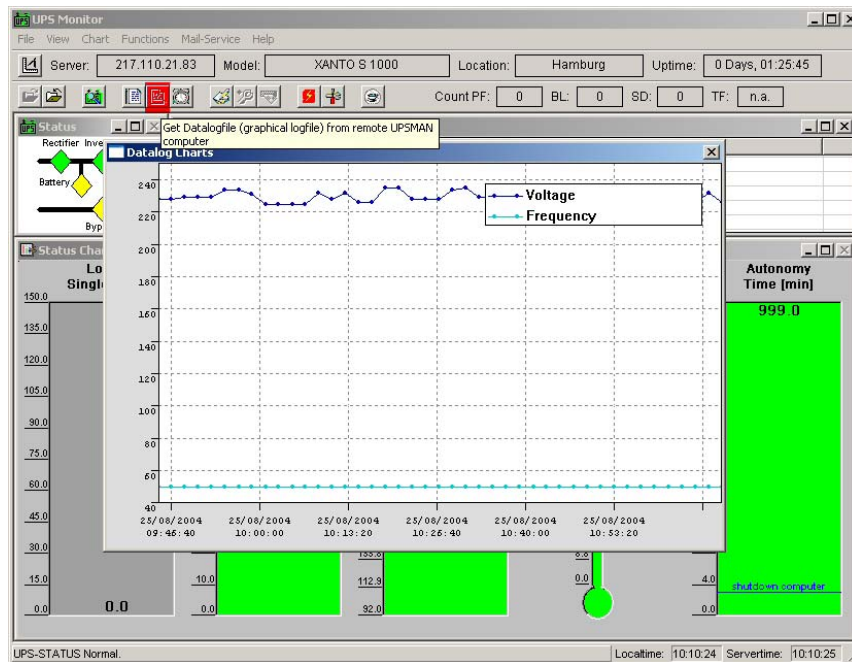 UPS Monitor
File View Chart Functions Mail-Service Help
Server: 217.110.21.83 Model: XANTO S 1000 Location: Hamburg Uptime: 0 Days, 01:25:45
Count PF: 0 BL: 0 SD: 0 TF: n.a.
Status
Get Datalogfile (graphical logfile) from remote UPSMAN computer
Rectifier Inve
Battery
Byp
Datalog Charts
Voltage
Frequency
240
220
200
180
160
140
120
100
80
60
40
25/08/2004 25/08/2004 25/08/2004 25/08/2004 25/08/2004 25/08/2004
09:46:40 10:00:00 10:13:20 10:26:40 10:40:00 10:53:20
Status Cha
Lo
Singl
150.0
135.0
120.0
105.0
90.0
75.0
60.0
45.0
30.0
15.0
0.0
0.0
10.0
0.0
112.9
92.0
0.0
Autonomy
Time [min]
999.0
4.0
shutdown computer
0.0
UPS-STATUS Normal.
Localtime: 10:10:24 Servertime: 10:10:25